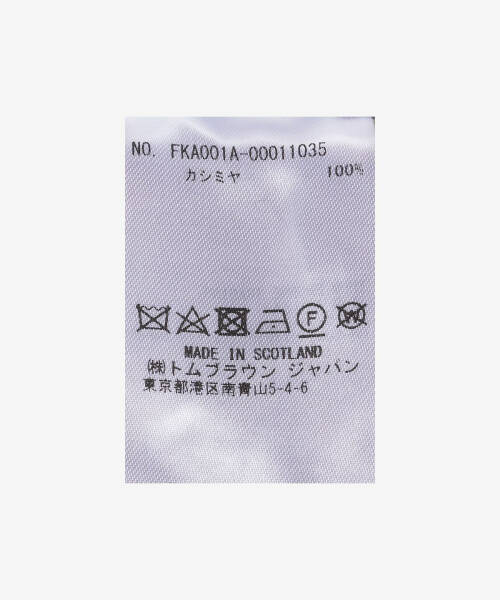 NO. FKA001A-00011035
カシミヤ 100%
MADE IN SCOTLAND
㈱トムブラウン ジャパン
東京都港区南青山5-4-6